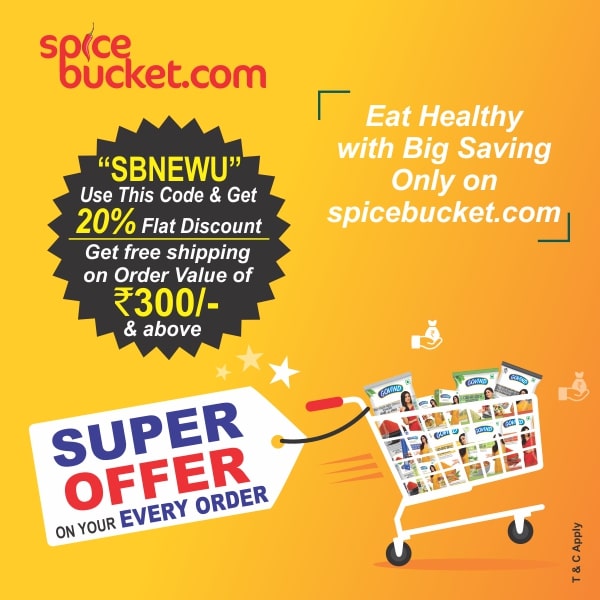 spice
bucket.com
Eat Healthy
with Big Saving
Only on
spicebucket.com
“SBNEWU”
Use This Code & Get
20% Flat Discount
Get free shipping
on Order Value of
₹300/-
& above
SUPER
OFFER
ON YOUR EVERY ORDER
GOVIND
T & C Apply